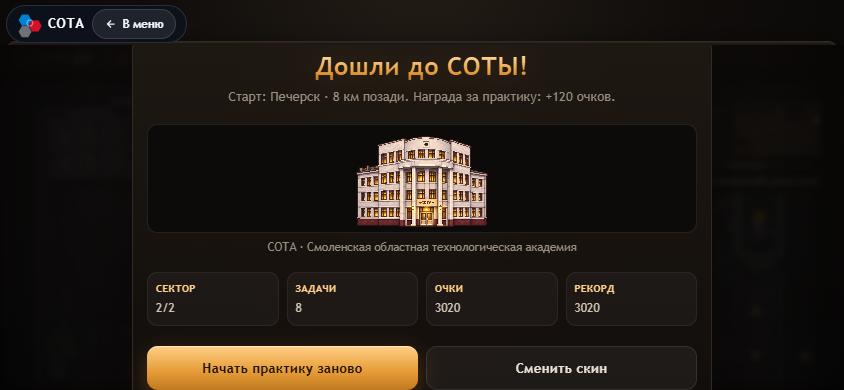 СОТА
← В меню
Дошли до СОТЫ!
Старт: Печерск · 8 км позади. Награда за практику: +120 очков.
СОТА · Смоленская областная технологическая академия
СЕКТОР
2/2
ЗАДАЧИ
8
ОЧКИ
3020
РЕКОРД
3020
Начать практику заново
Сменить скин